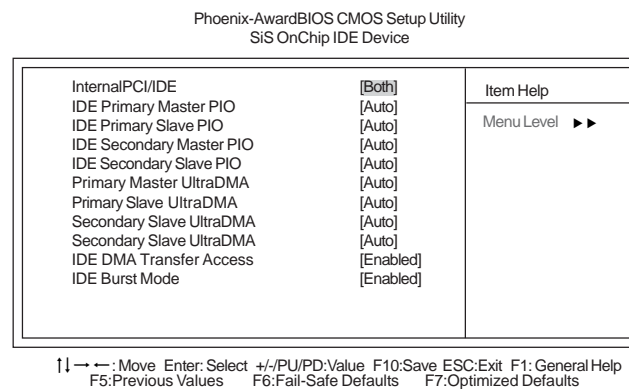 Phoenix-AwardBIOS CMOS Setup Utility
SiS OnChip IDE Device
InternalPCI/IDE [Both]
IDE Primary Master PIO [Auto]
IDE Primary Slave PIO [Auto]
IDE Secondary Master PIO [Auto]
IDE Secondary Slave PIO [Auto]
Primary Master UltraDMA [Auto]
Primary Slave UltraDMA [Auto]
Secondary Slave UltraDMA [Auto]
Secondary Slave UltraDMA [Auto]
IDE DMA Transfer Access [Enabled]
IDE Burst Mode [Enabled]
Item Help
Menu Level ►►
↑↓→←: Move Enter: Select +/-/PU/PD:Value F10:Save ESC:Exit F1: General Help
F5:Previous Values F6:Fail-Safe Defaults F7:Optimized Defaults